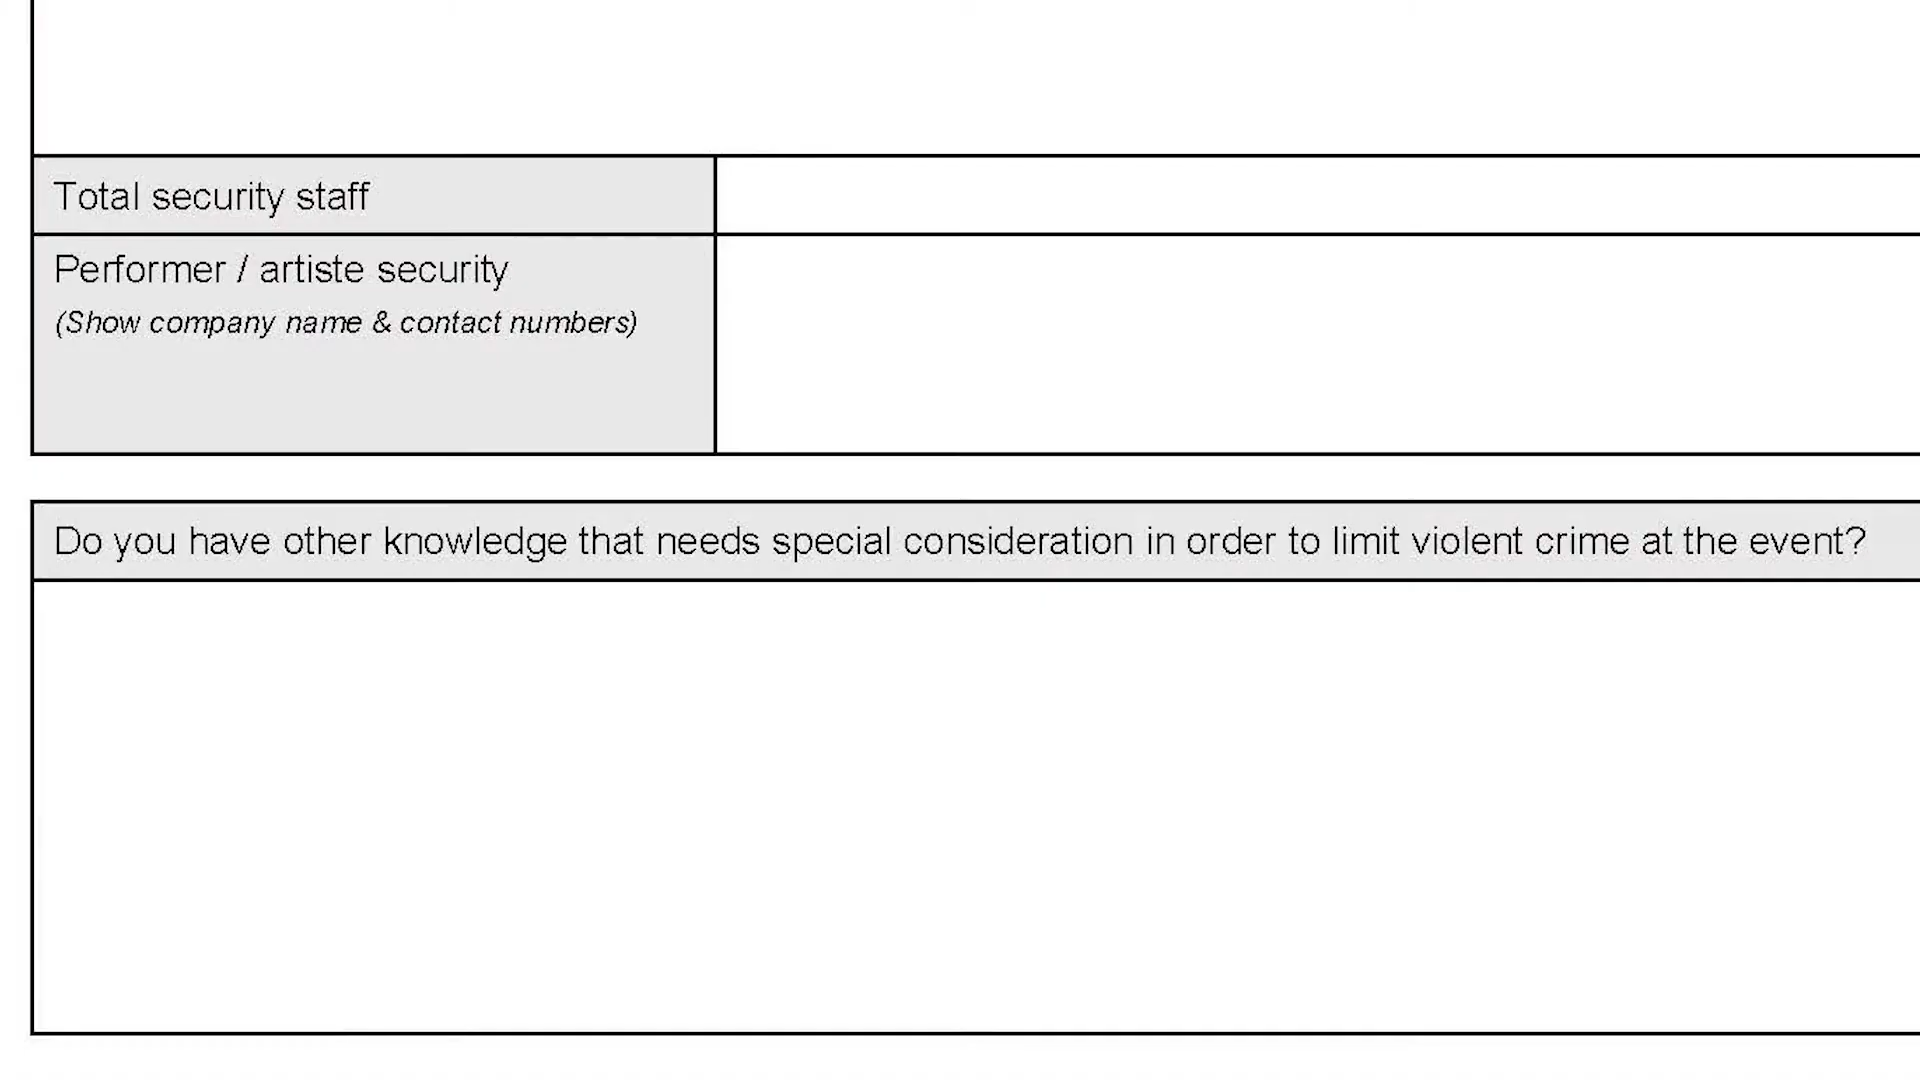 Total security staff
Performer / artiste security
(Show company name & contact numbers)
Do you have other knowledge that needs special consideration in order to limit violent crime at the event?